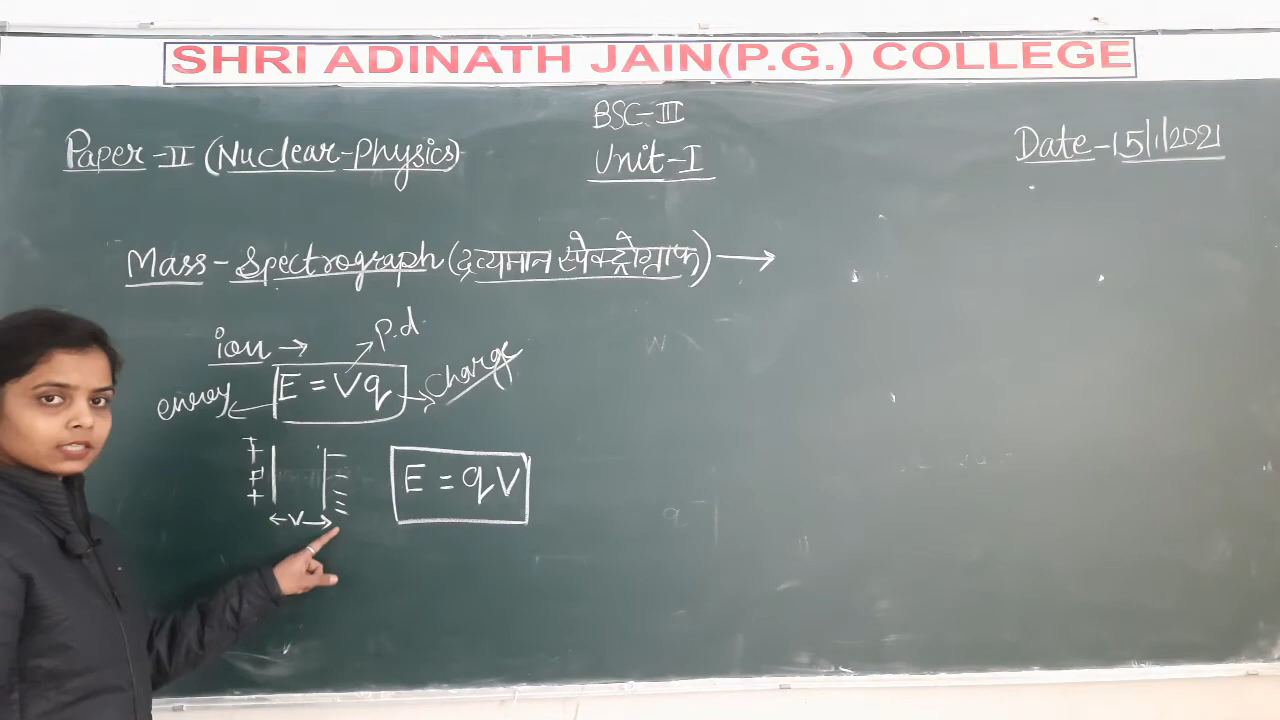 SHRI ADINATH JAIN(P.G.) COLLEGE
BSC-III
Paper-II (Nuclear-Physics)
Unit-I
Date-15/1/2021
Mass-Spectrograph (द्रव्यमान स्पेक्ट्रोग्राफ) →
ion →
p.d
energy
E = Vq
charge
+ + +
E = qV
← V →